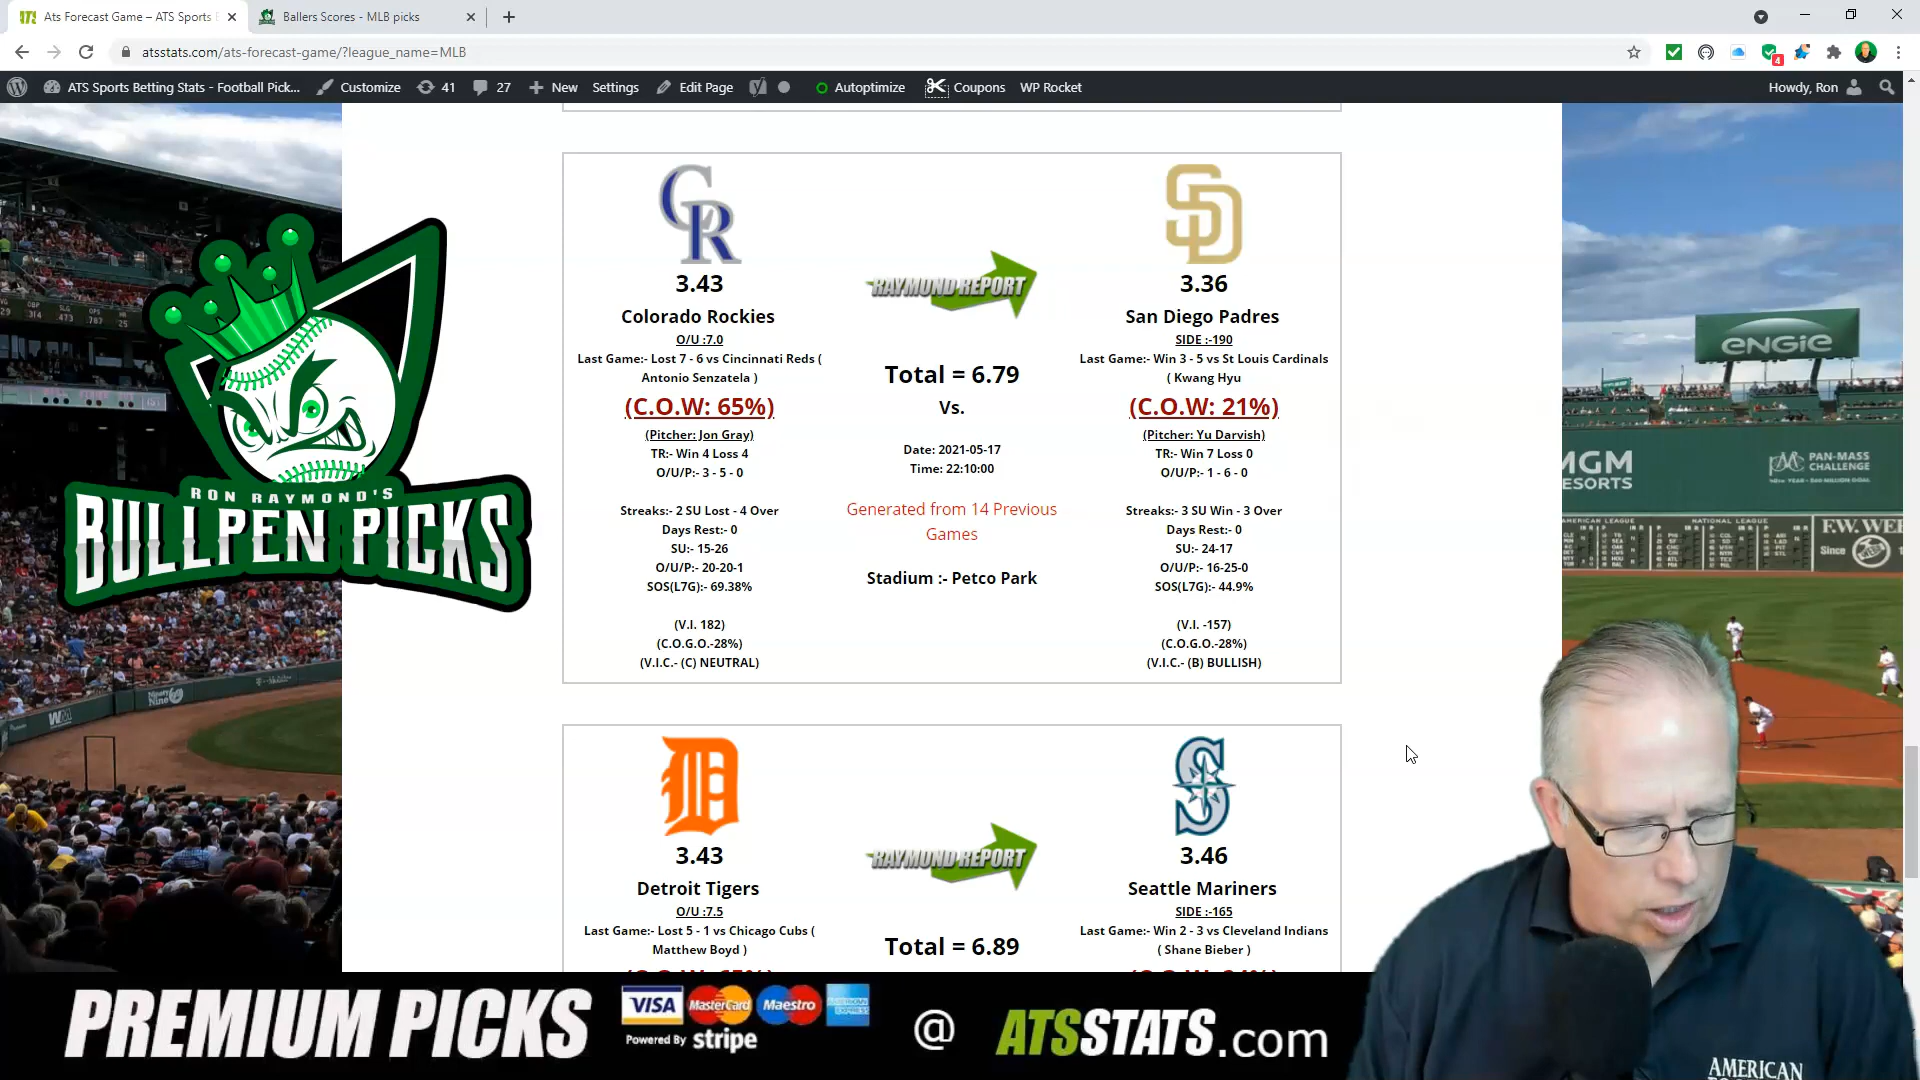 Ats Forecast Game – ATS Sports B
Ballers Scores - MLB picks
atsstats.com/ats-forecast-game/?league_name=MLB
4
ATS Sports Betting Stats - Football Pick...
Customize
41
27
New
Settings
Edit Page
Autoptimize
Coupons
WP Rocket
Howdy, Ron
CR
SD
3.43
RAYMOND REPORT
3.36
Colorado Rockies
San Diego Padres
O/U :7.0
SIDE :-190
Last Game:- Lost 7 - 6 vs Cincinnati Reds (
Antonio Senzatela )
Last Game:- Win 3 - 5 vs St Louis Cardinals
( Kwang Hyu
Total = 6.79
(C.O.W: 65%)
Vs.
(C.O.W: 21%)
(Pitcher: Jon Gray)
(Pitcher: Yu Darvish)
TR:- Win 4 Loss 4
Date: 2021-05-17
TR:- Win 7 Loss 0
O/U/P:- 3 - 5 - 0
Time: 22:10:00
O/U/P:- 1 - 6 - 0
Streaks:- 2 SU Lost - 4 Over
Generated from 14 Previous
Games
Streaks:- 3 SU Win - 3 Over
Days Rest:- 0
Days Rest:- 0
SU:- 15-26
SU:- 24-17
O/U/P:- 20-20-1
Stadium :- Petco Park
O/U/P:- 16-25-0
SOS(L7G):- 69.38%
SOS(L7G):- 44.9%
(V.I. 182)
(V.I. -157)
(C.O.G.O.-28%)
(C.O.G.O.-28%)
(V.I.C.- (C) NEUTRAL)
(V.I.C.- (B) BULLISH)
RON RAYMOND'S
BULLPEN PICKS
D
S
3.43
RAYMOND REPORT
3.46
Detroit Tigers
Seattle Mariners
O/U :7.5
SIDE :-165
Last Game:- Lost 5 - 1 vs Chicago Cubs (
Matthew Boyd )
Last Game:- Win 2 - 3 vs Cleveland Indians
( Shane Bieber )
Total = 6.89
ENGIE
MGM
RESORTS
PAN-MASS
CHALLENGE
AMERICAN LEAGUE
NATIONAL LEAGUE
F.W. WE
Since
PREMIUM PICKS
VISA
MasterCard
Maestro
Powered By stripe
@
ATSSTATS.com
AMERICAN